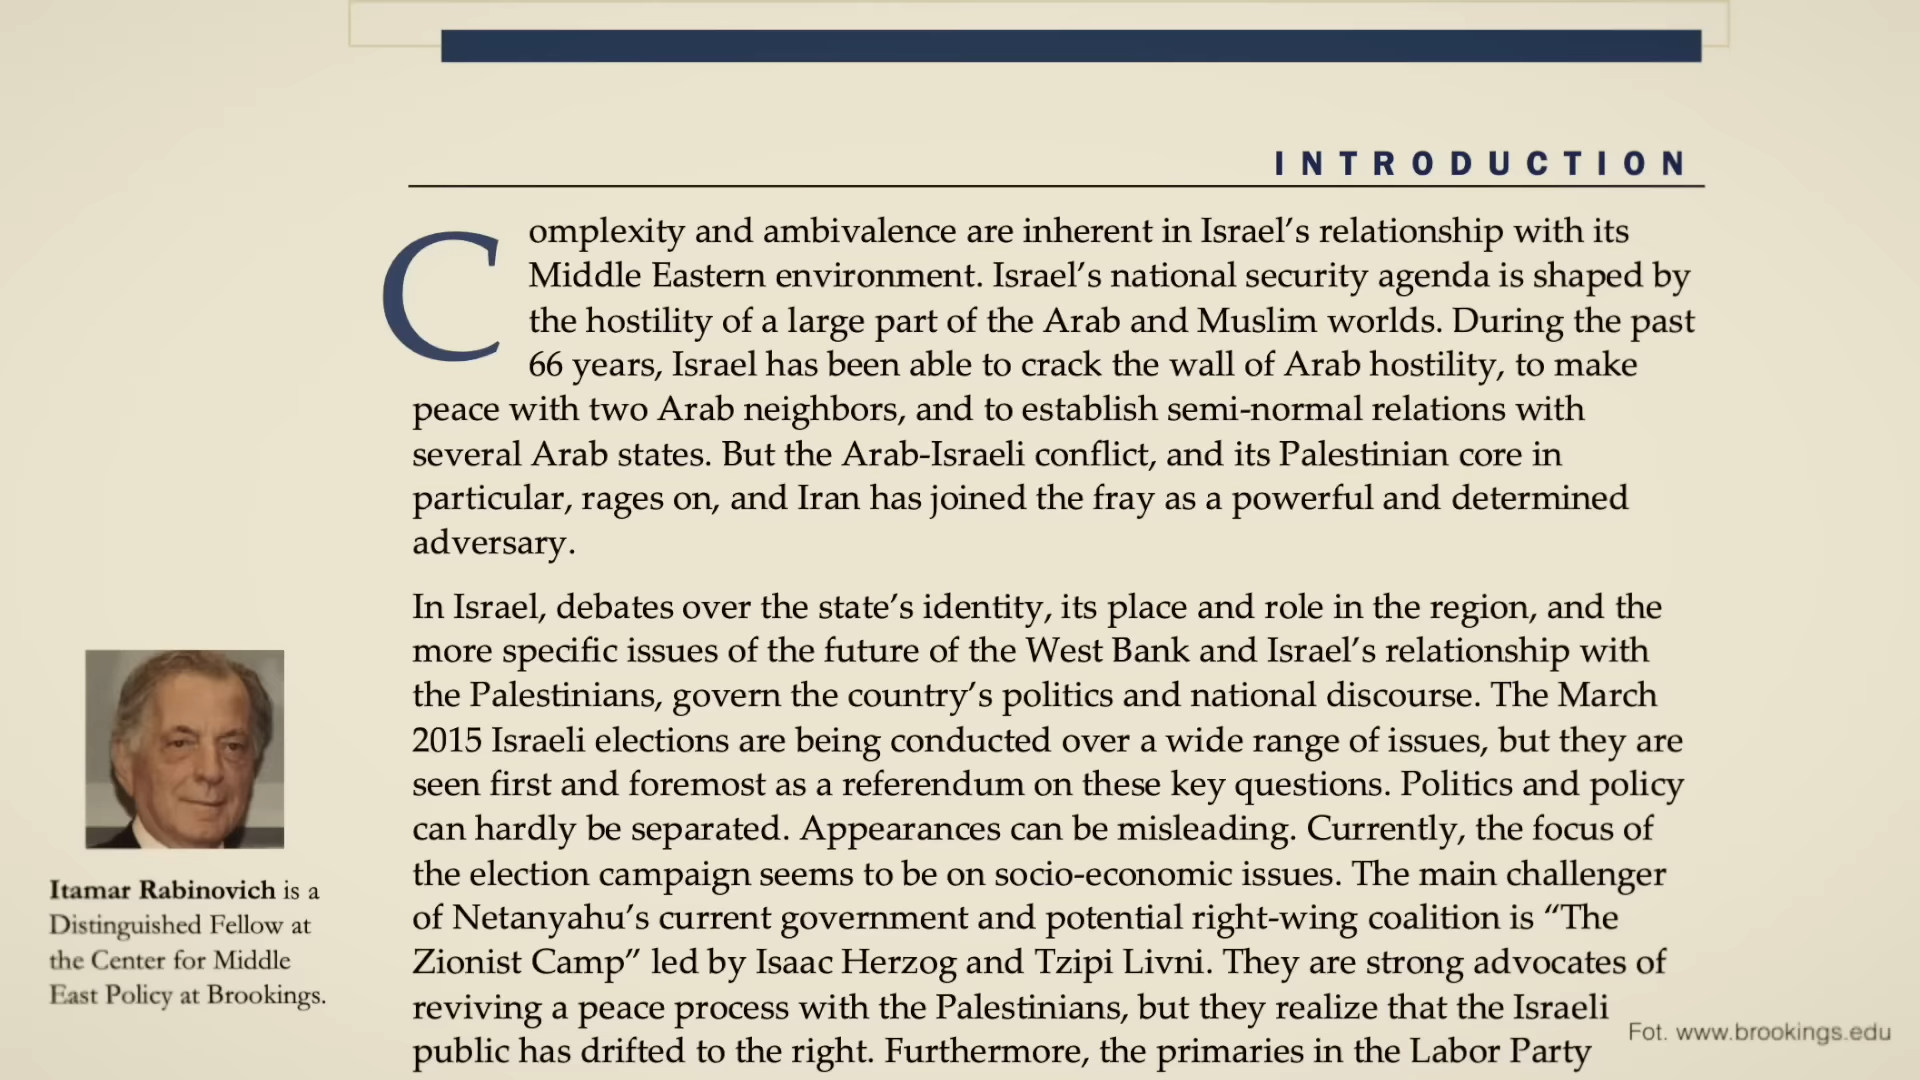 INTRODUCTION
Complexity and ambivalence are inherent in Israel’s relationship with its
Middle Eastern environment. Israel’s national security agenda is shaped by
the hostility of a large part of the Arab and Muslim worlds. During the past
66 years, Israel has been able to crack the wall of Arab hostility, to make
peace with two Arab neighbors, and to establish semi-normal relations with
several Arab states. But the Arab-Israeli conflict, and its Palestinian core in
particular, rages on, and Iran has joined the fray as a powerful and determined
adversary.
In Israel, debates over the state’s identity, its place and role in the region, and the
more specific issues of the future of the West Bank and Israel’s relationship with
the Palestinians, govern the country’s politics and national discourse. The March
2015 Israeli elections are being conducted over a wide range of issues, but they are
seen first and foremost as a referendum on these key questions. Politics and policy
can hardly be separated. Appearances can be misleading. Currently, the focus of
the election campaign seems to be on socio-economic issues. The main challenger
of Netanyahu’s current government and potential right-wing coalition is “The
Zionist Camp” led by Isaac Herzog and Tzipi Livni. They are strong advocates of
reviving a peace process with the Palestinians, but they realize that the Israeli
public has drifted to the right. Furthermore, the primaries in the Labor Party
Itamar Rabinovich is a
Distinguished Fellow at
the Center for Middle
East Policy at Brookings.
Fot. www.brookings.edu